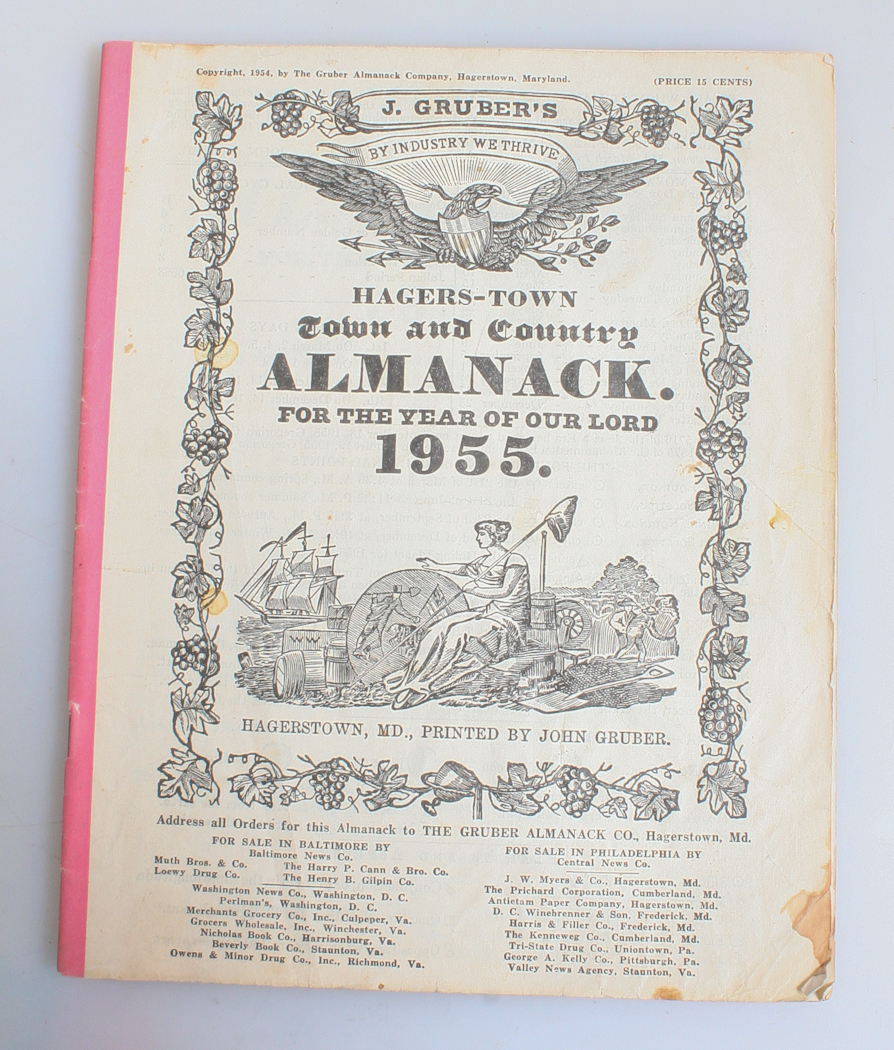 Copyright, 1954, by The Gruber Almanack Company, Hagerstown, Maryland. (PRICE 15 CENTS)
J. GRUBER'S
BY INDUSTRY WE THRIVE
HAGERS-TOWN
Town and Country
ALMANACK.
FOR THE YEAR OF OUR LORD
1955.
HAGERSTOWN, MD., PRINTED BY JOHN GRUBER.
Address all Orders for this Almanack to THE GRUBER ALMANACK CO., Hagerstown, Md.
FOR SALE IN BALTIMORE BY
Baltimore News Co.
Muth Bros. & Co. The Harry P. Cann & Bro. Co.
Loewy Drug Co. The Henry B. Gilpin Co.
Washington News Co., Washington, D. C.
Perlman's, Washington, D. C.
Merchants Grocery Co., Inc., Culpeper, Va.
Grocers Wholesale, Inc., Winchester, Va.
Nicholas Book Co., Harrisonburg, Va.
Beverly Book Co., Staunton, Va.
Owens & Minor Drug Co., Inc., Richmond, Va.
FOR SALE IN PHILADELPHIA BY
Central News Co.
J. W. Myers & Co., Hagerstown, Md.
The Prichard Corporation, Cumberland, Md.
Antietam Paper Company, Hagerstown, Md.
D. C. Winebrenner & Son, Frederick, Md.
Harris & Filler Co., Frederick, Md.
The Kenneweg Co., Cumberland, Md.
Tri-State Drug Co., Uniontown, Pa.
George A. Kelly Co., Pittsburgh, Pa.
Valley News Agency, Staunton, Va.